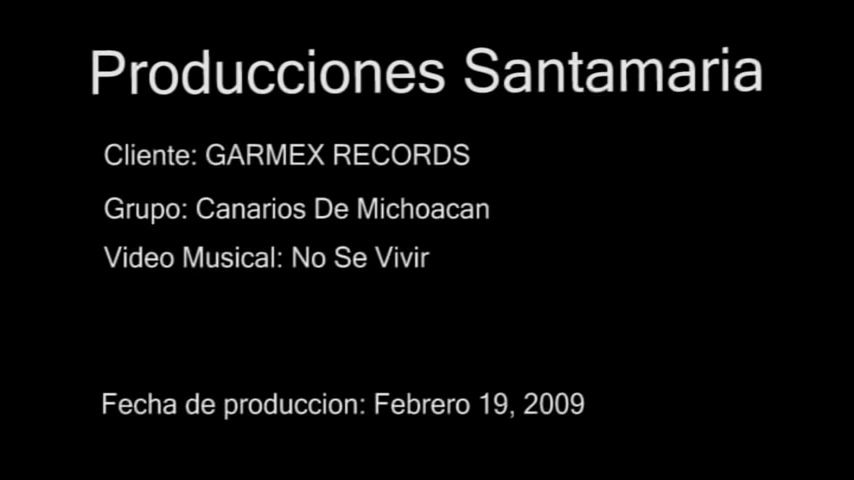 Producciones Santamaria
Cliente: GARMEX RECORDS
Grupo: Canarios De Michoacan
Video Musical: No Se Vivir
Fecha de produccion: Febrero 19, 2009